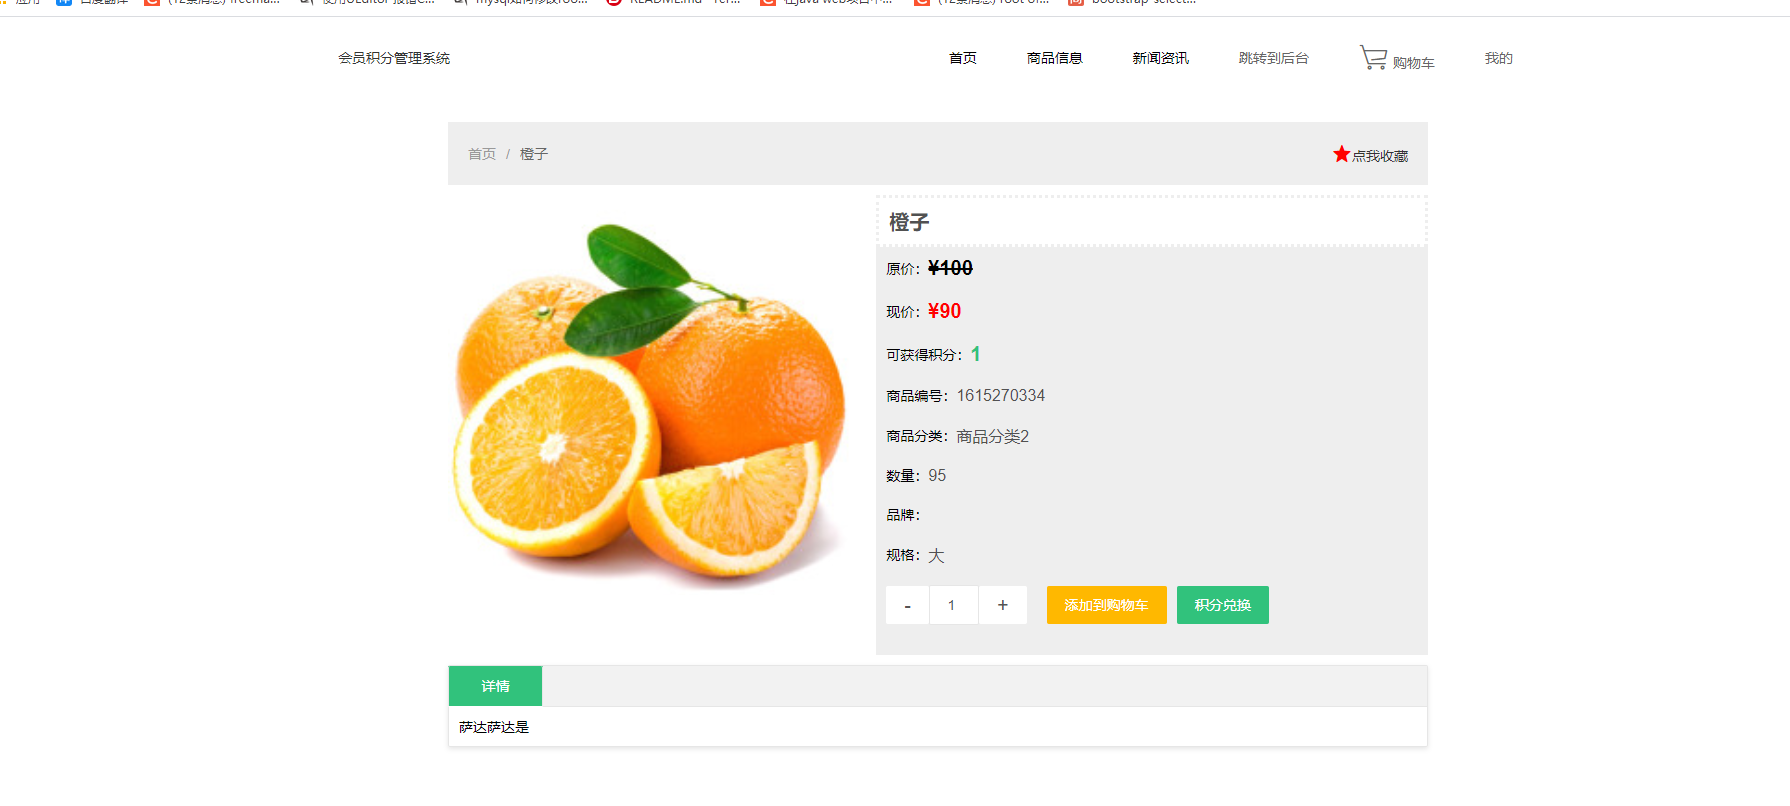 会员积分管理系统
首页
商品信息
新闻资讯
跳转到后台
购物车
我的
首页 / 橙子
点我收藏
橙子
原价：¥100
现价：¥90
可获得积分：1
商品编号：1615270334
商品分类：商品分类2
数量：95
品牌：
规格：大
- 1 +
添加到购物车
积分兑换
详情
萨达萨达是